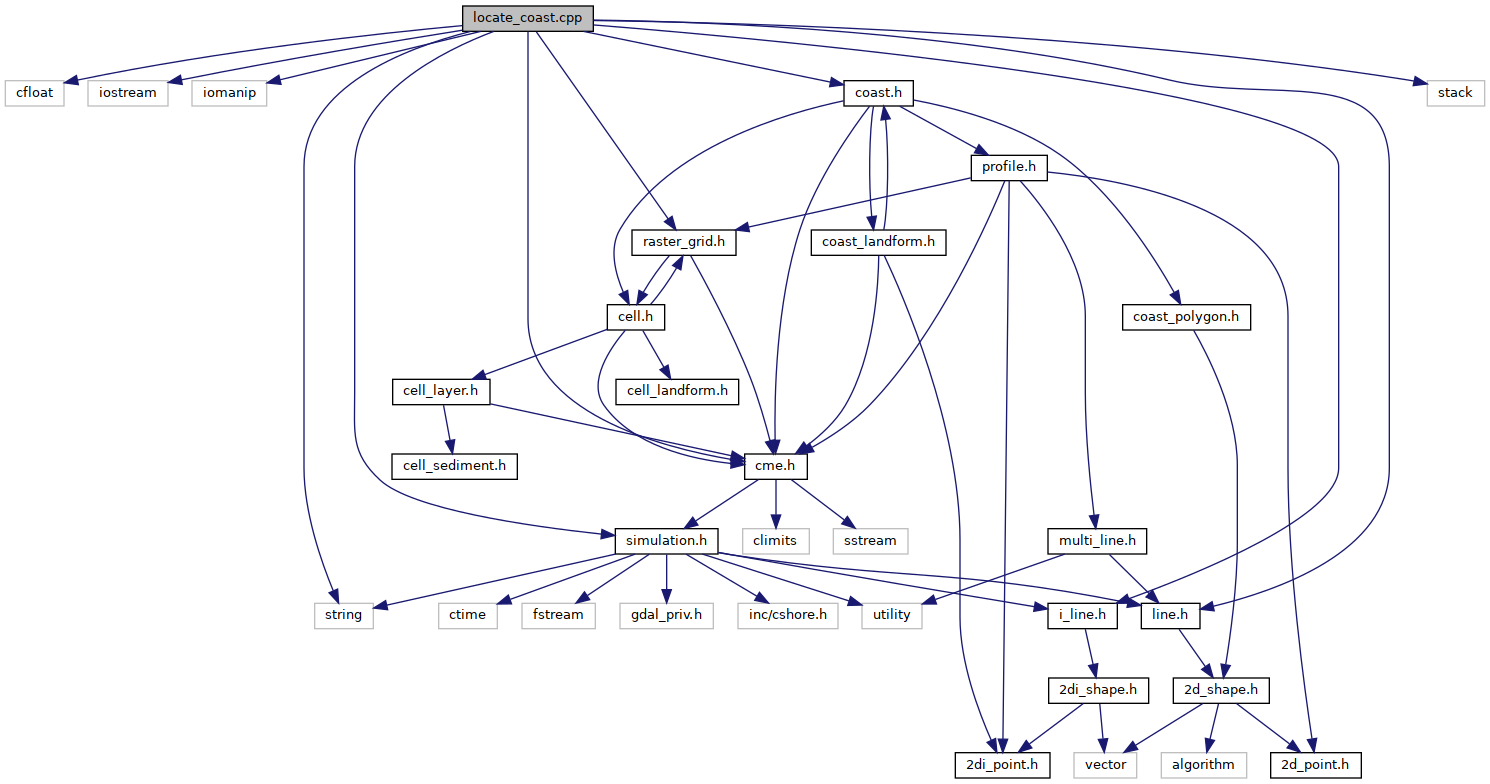 locate_coast.cpp
cfloat
iostream
iomanip
coast.h
stack
profile.h
raster_grid.h
coast_landform.h
cell.h
coast_polygon.h
cell_layer.h
cell_landform.h
cell_sediment.h
cme.h
simulation.h
climits
sstream
multi_line.h
string
ctime
fstream
gdal_priv.h
inc/cshore.h
utility
i_line.h
line.h
2di_shape.h
2d_shape.h
2di_point.h
vector
algorithm
2d_point.h